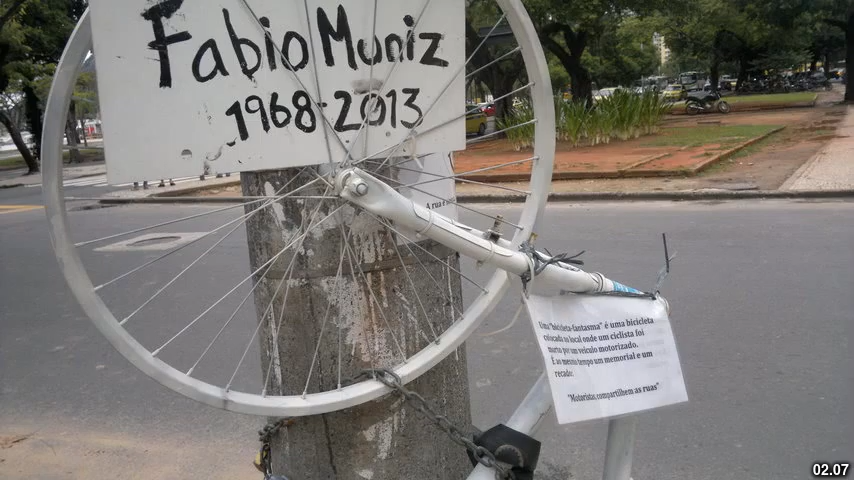 Fabio Muniz
1968-2013
A rua é
Uma "bicicleta-fantasma" é uma bicicleta
colocada no local onde um ciclista foi
morto por um veículo motorizado.
É ao mesmo tempo um memorial e um
recado:
"Motoristas compartilhem as ruas"
02.07